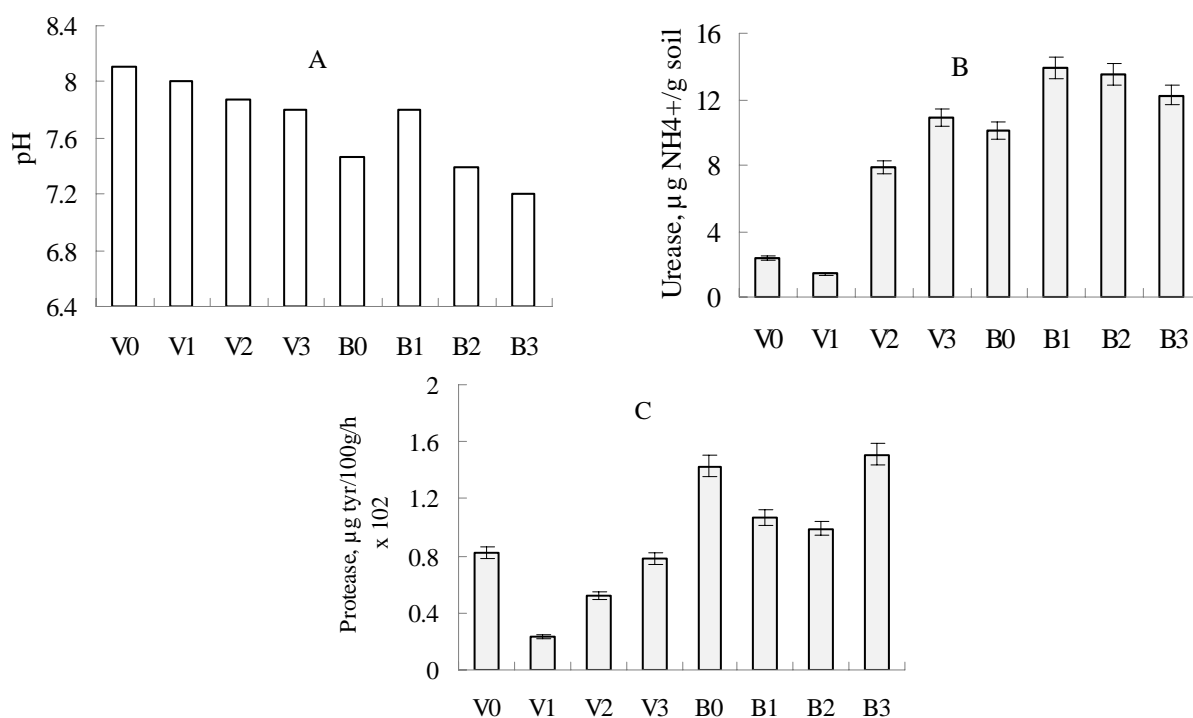 A
pH
8.4
8
7.6
7.2
6.8
6.4
V0 V1 V2 V3 B0 B1 B2 B3
B
Urease, µg NH4+/g soil
16
12
8
4
0
V0 V1 V2 V3 B0 B1 B2 B3
C
Protease, µg tyr/100g/h
x 102
2
1.6
1.2
0.8
0.4
0
V0 V1 V2 V3 B0 B1 B2 B3